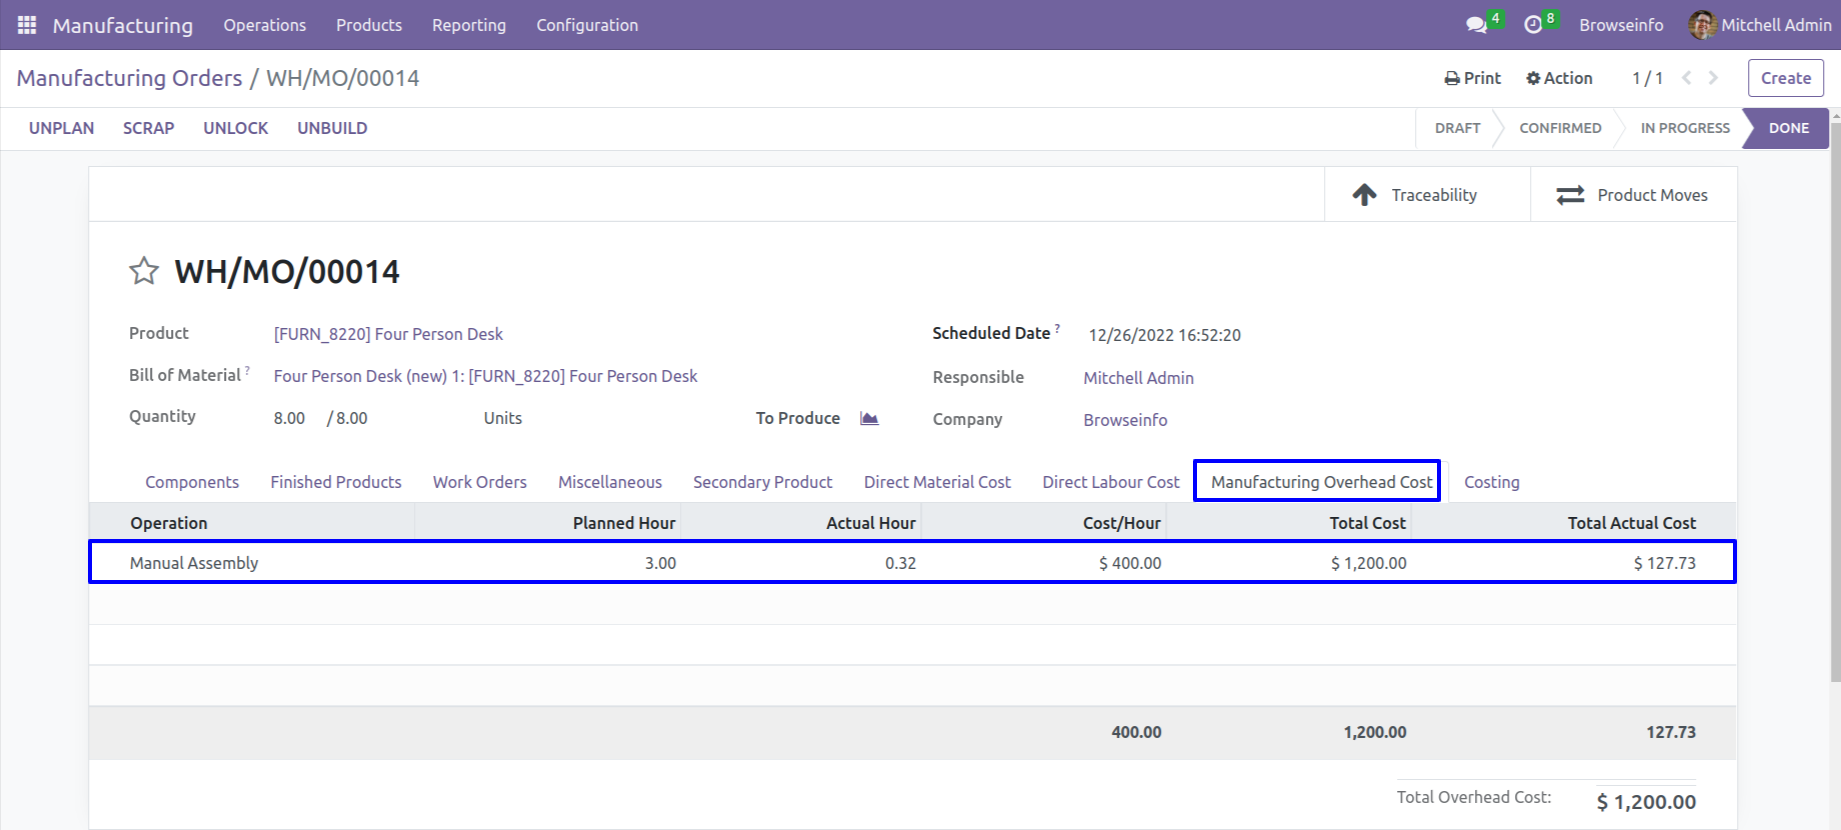 Manufacturing Operations Products Reporting Configuration 4 8 Browseinfo Mitchell Admin
Manufacturing Orders / WH/MO/00014 Print Action 1 / 1 Create
UNPLAN SCRAP UNLOCK UNBUILD DRAFT CONFIRMED IN PROGRESS DONE
Traceability Product Moves
WH/MO/00014
Product [FURN_8220] Four Person Desk Scheduled Date ? 12/26/2022 16:52:20
Bill of Material ? Four Person Desk (new) 1: [FURN_8220] Four Person Desk Responsible Mitchell Admin
Quantity 8.00 / 8.00 Units To Produce Company Browseinfo
Components Finished Products Work Orders Miscellaneous Secondary Product Direct Material Cost Direct Labour Cost Manufacturing Overhead Cost Costing
Operation Planned Hour Actual Hour Cost/Hour Total Cost Total Actual Cost
Manual Assembly 3.00 0.32 $ 400.00 $ 1,200.00 $ 127.73
400.00 1,200.00 127.73
Total Overhead Cost: $ 1,200.00